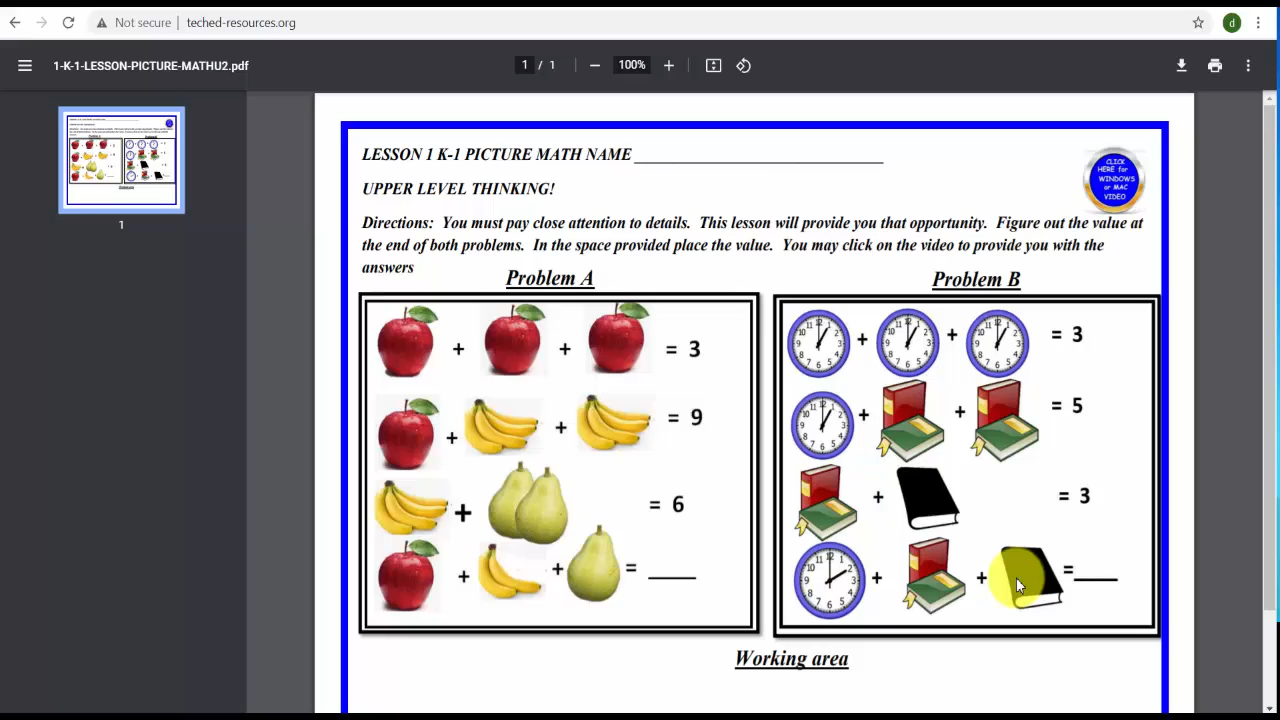 Not secure | teched-resources.org
d
1-K-1-LESSON-PICTURE-MATHU2.pdf
1 / 1
100%
1
LESSON 1 K-1 PICTURE MATH NAME ______________________
CLICK
HERE for
WINDOWS
or MAC
VIDEO
UPPER LEVEL THINKING!
Directions: You must pay close attention to details. This lesson will provide you that opportunity. Figure out the value at
the end of both problems. In the space provided place the value. You may click on the video to provide you with the
answers
Problem A
+ + = 3
+ + = 9
+ = 6
+ + = ____
Problem B
+ + = 3
+ + = 5
+ = 3
+ + = ____
Working area